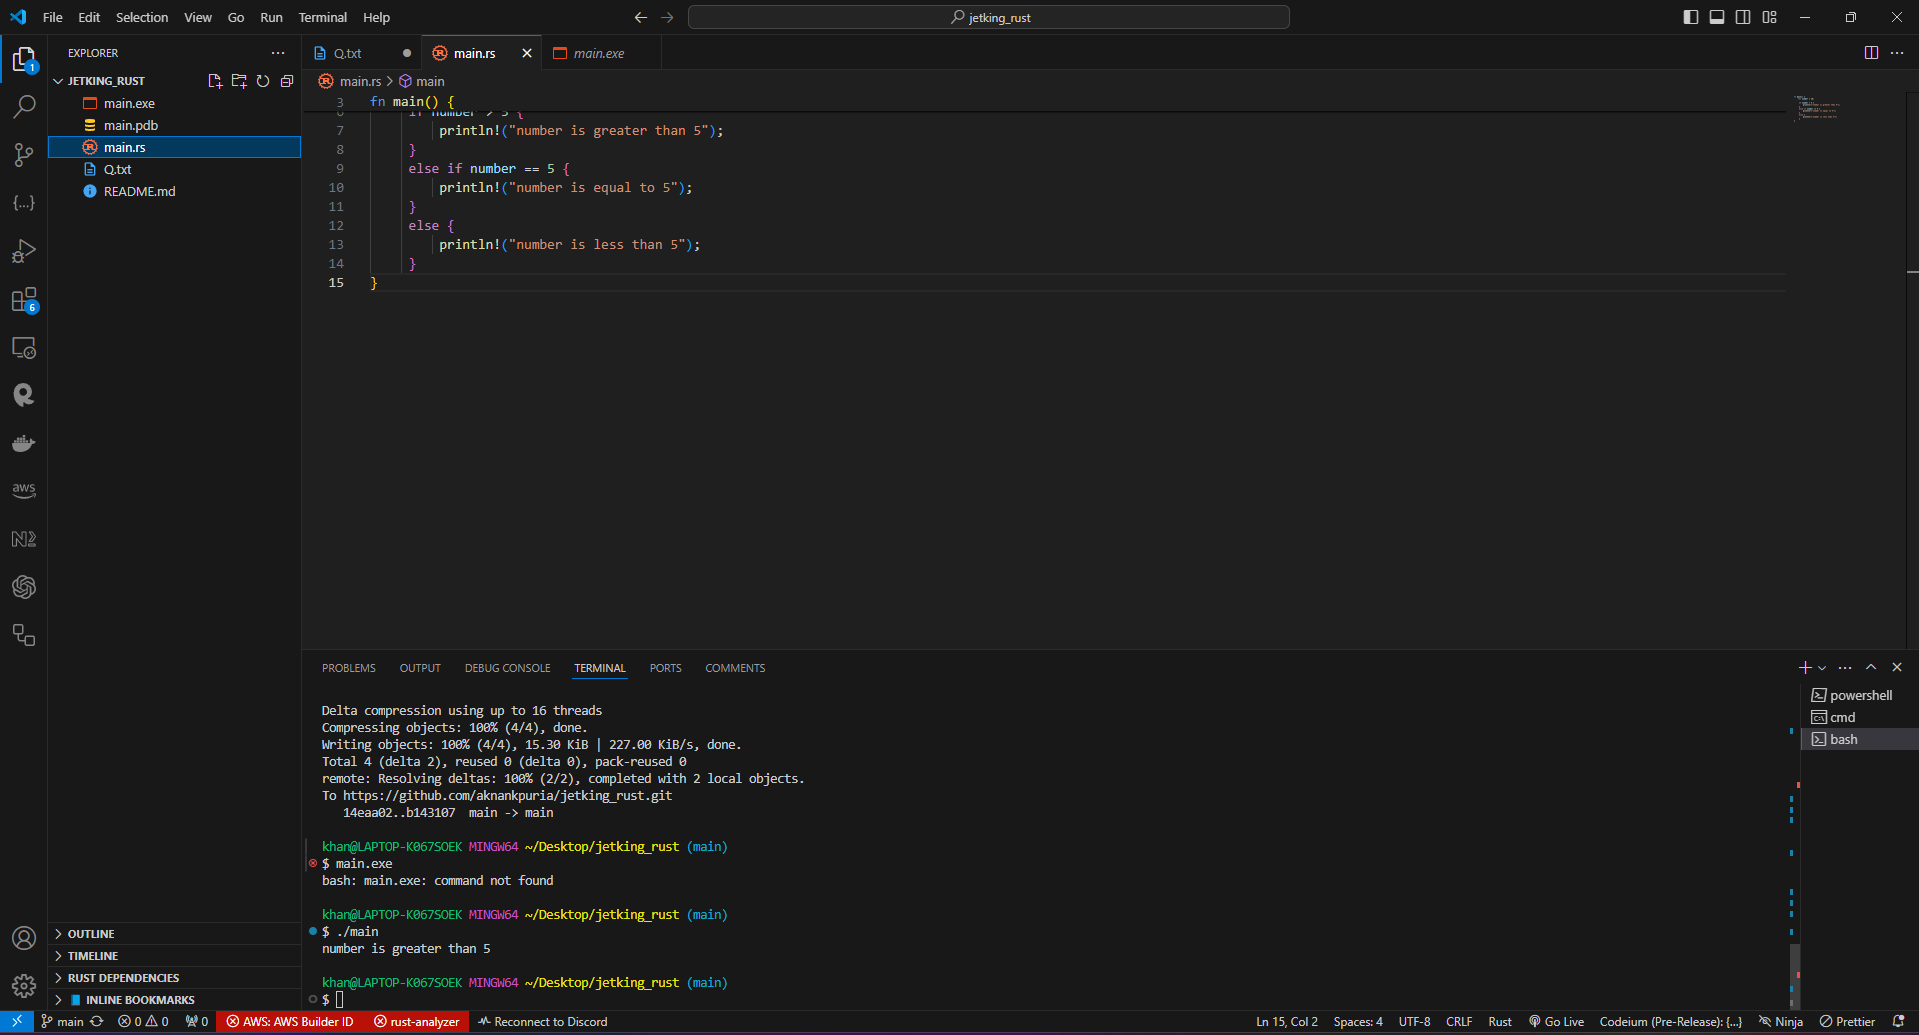 File Edit Selection View Go Run Terminal Help
jetking_rust
EXPLORER
JETKING_RUST
main.exe
main.pdb
main.rs
Q.txt
README.md
OUTLINE
TIMELINE
RUST DEPENDENCIES
INLINE BOOKMARKS
1
6
aws
Q.txt main.rs main.exe
main.rs > main
3 fn main() {
6 if number > 5 {
7 println!("number is greater than 5");
8 }
9 else if number == 5 {
10 println!("number is equal to 5");
11 }
12 else {
13 println!("number is less than 5");
14 }
15 }
PROBLEMS OUTPUT DEBUG CONSOLE TERMINAL PORTS COMMENTS
powershell
cmd
bash
Delta compression using up to 16 threads
Compressing objects: 100% (4/4), done.
Writing objects: 100% (4/4), 15.30 KiB | 227.00 KiB/s, done.
Total 4 (delta 2), reused 0 (delta 0), pack-reused 0
remote: Resolving deltas: 100% (2/2), completed with 2 local objects.
To https://github.com/aknankpuria/jetking_rust.git
14eaa02..b143107 main -> main
khan@LAPTOP-K067SOEK MINGW64 ~/Desktop/jetking_rust (main)
$ main.exe
bash: main.exe: command not found
khan@LAPTOP-K067SOEK MINGW64 ~/Desktop/jetking_rust (main)
$ ./main
number is greater than 5
khan@LAPTOP-K067SOEK MINGW64 ~/Desktop/jetking_rust (main)
$
main 0 0 0 AWS: AWS Builder ID rust-analyzer Reconnect to Discord Ln 15, Col 2 Spaces: 4 UTF-8 CRLF Rust Go Live Codeium (Pre-Release): {...} Ninja Prettier